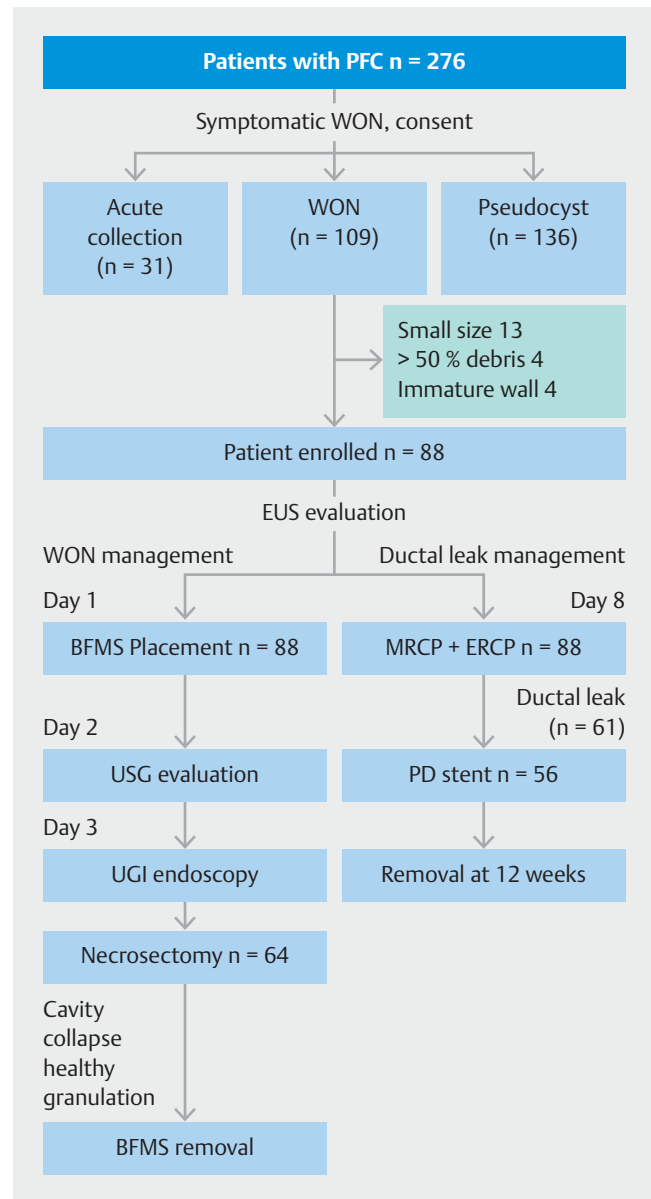 Patients with PFC n = 276
Symptomatic WON, consent
Acute
collection
(n = 31)
WON
(n = 109)
Pseudocyst
(n = 136)
Small size 13
> 50 % debris 4
Immature wall 4
Patient enrolled n = 88
EUS evaluation
WON management
Ductal leak management
Day 1
Day 8
BFMS Placement n = 88
MRCP + ERCP n = 88
Ductal leak
(n = 61)
Day 2
USG evaluation
PD stent n = 56
Day 3
UGI endoscopy
Removal at 12 weeks
Necrosectomy n = 64
Cavity
collapse
healthy
granulation
BFMS removal